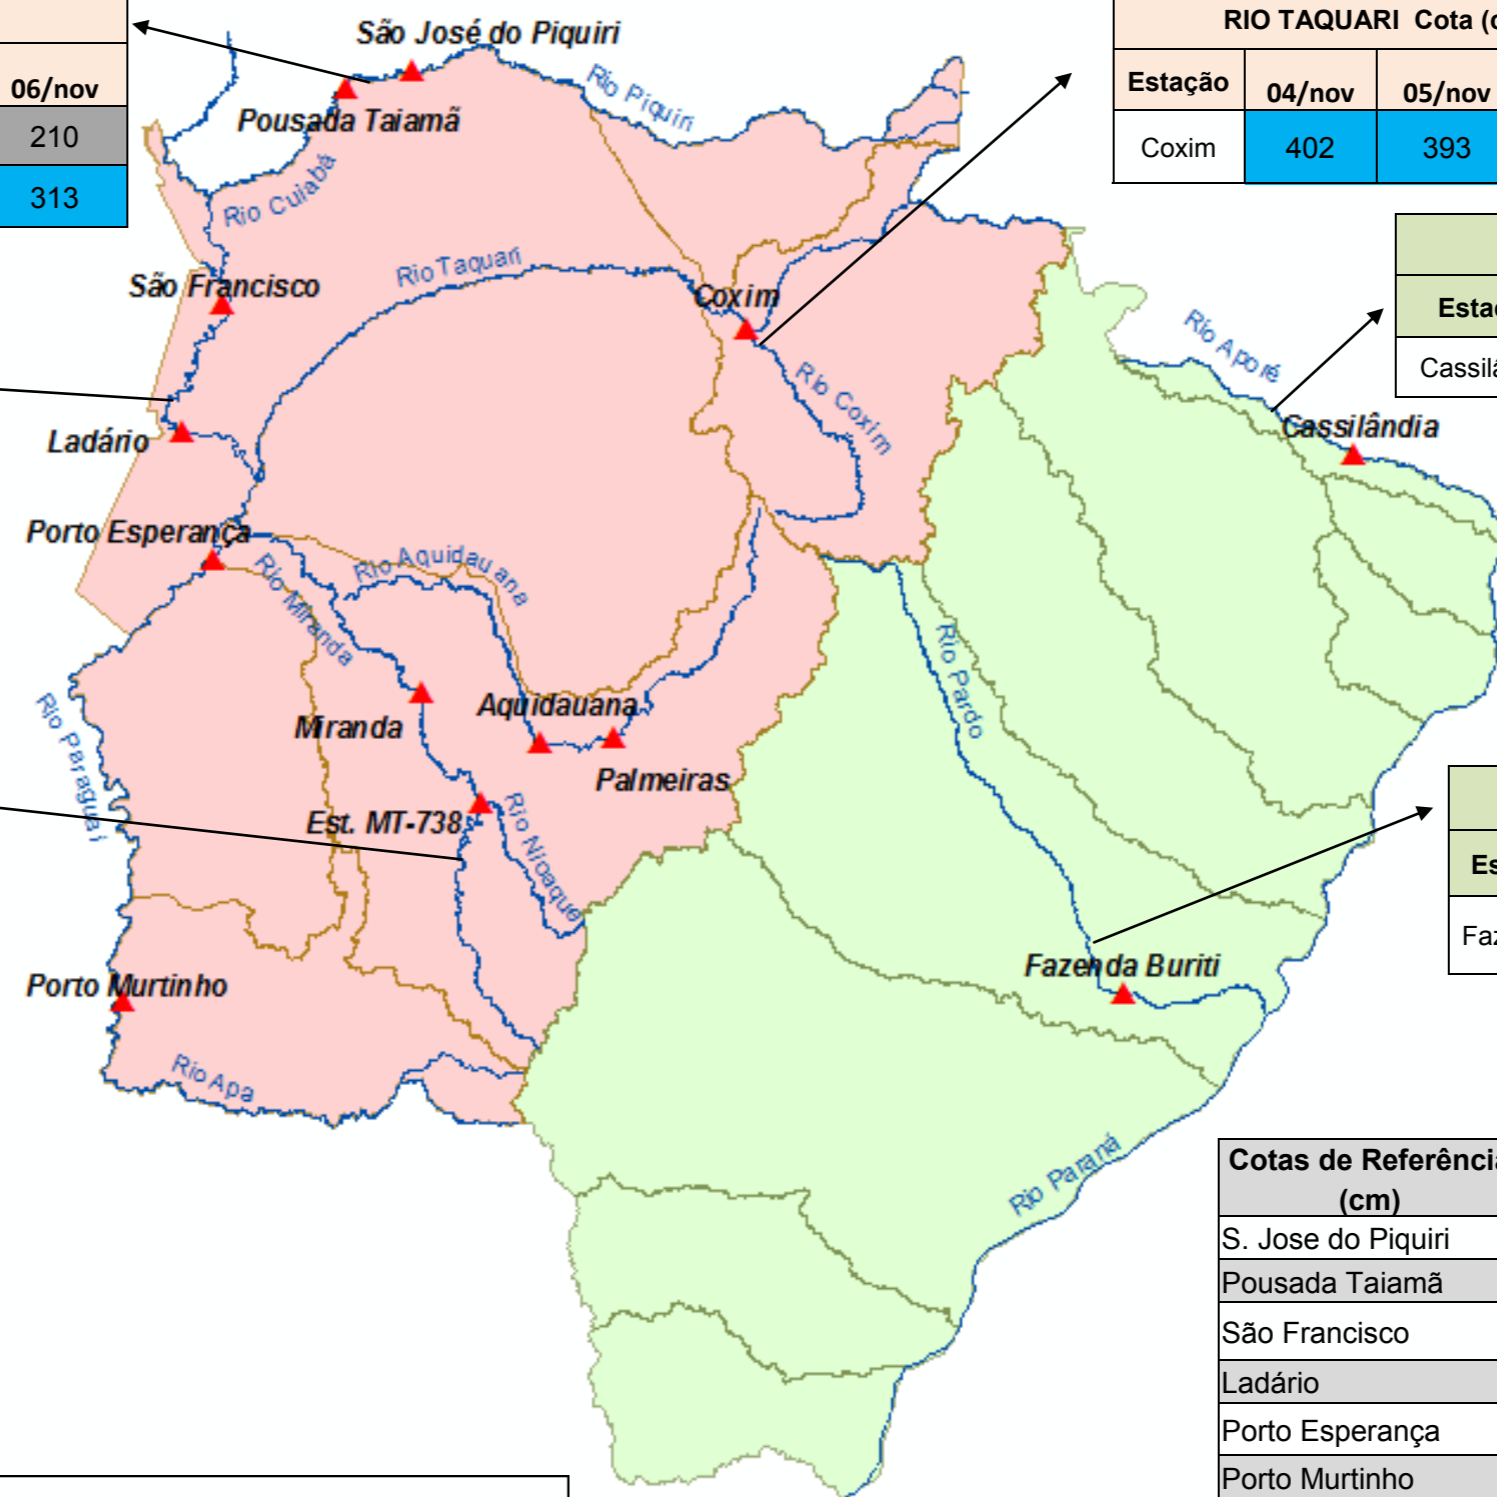 São José do Piquiri
RIO TAQUARI Cota (c
06/nov
Estação 04/nov 05/nov
Rio Piquiri
Pousada Taiamã
210
Coxim 402 393
313
Rio Cuiabá
Rio Taquari
São Francisco
Coxim
Esta
Rio Aporé
Cassil
Rio Coxim
Ladário
Cassilândia
Porto Esperança
Rio Aquidauana
Rio Miranda
Rio Pardo
Rio Paraguai
Miranda
Aquidauana
Palmeiras
Est. MT-738
Rio Nioaque
Es
Faz
Fazenda Buriti
Porto Murtinho
Rio Apa
Rio Paraná
Cotas de Referência
(cm)
S. Jose do Piquiri
Pousada Taiamã
São Francisco
Ladário
Porto Esperança
Porto Murtinho